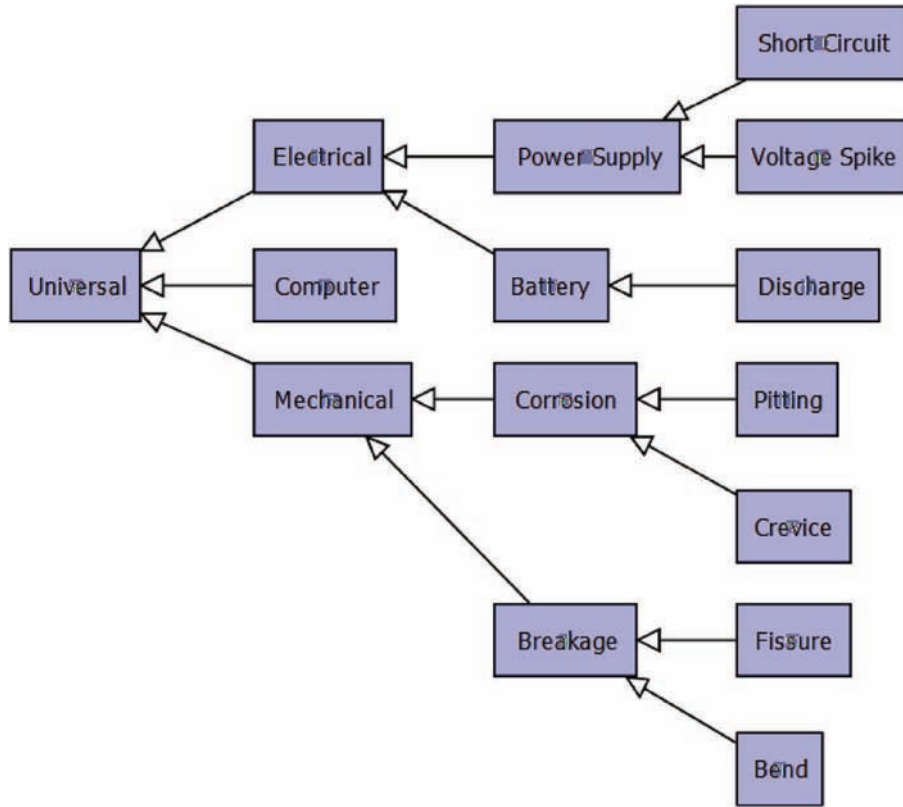 Short Circuit
Electrical
Power Supply
Voltage Spike
Universal
Computer
Battery
Discharge
Mechanical
Corrosion
Pitting
Crevice
Breakage
Fissure
Bend